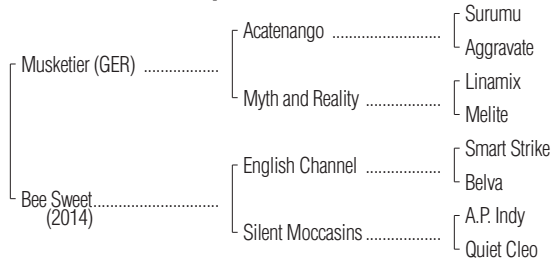 Surumu
Acatenango ....................
Aggravate
Musketier (GER) ..................
Linamix
Myth and Reality ..................
Melite
Smart Strike
English Channel ..................
Belva
Bee Sweet..............................
(2014)
A.P. Indy
Silent Moccasins..................
Quiet Cleo